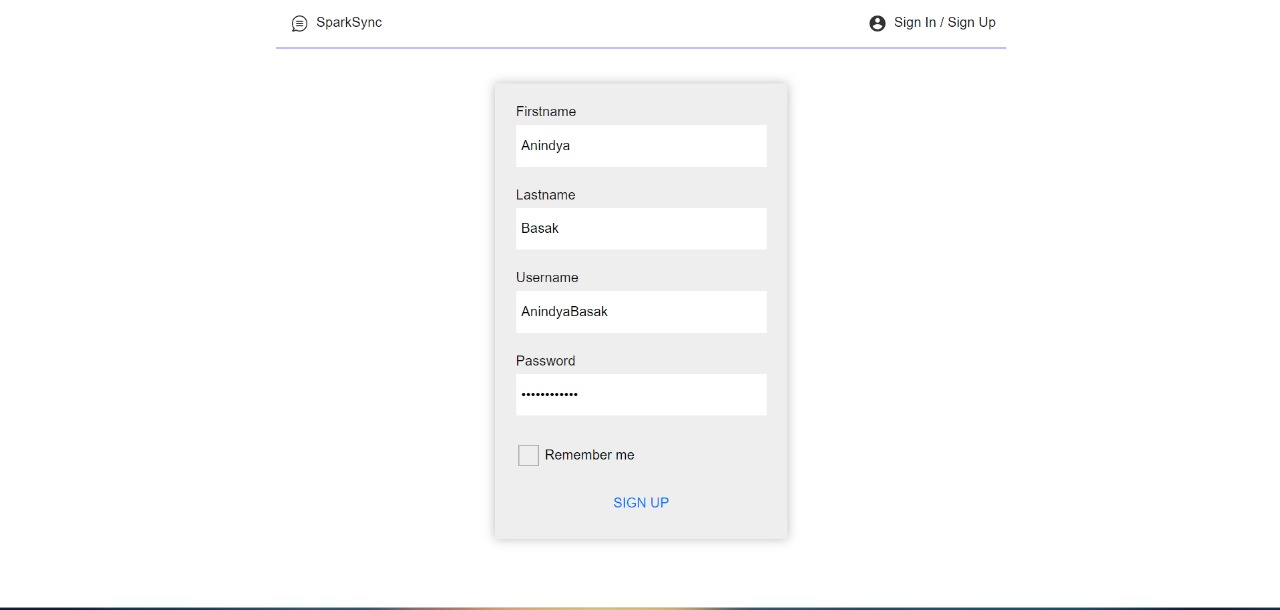 SparkSync
Sign In / Sign Up
Firstname
Anindya
Lastname
Basak
Username
AnindyaBasak
Password
••••••••••••
Remember me
SIGN UP